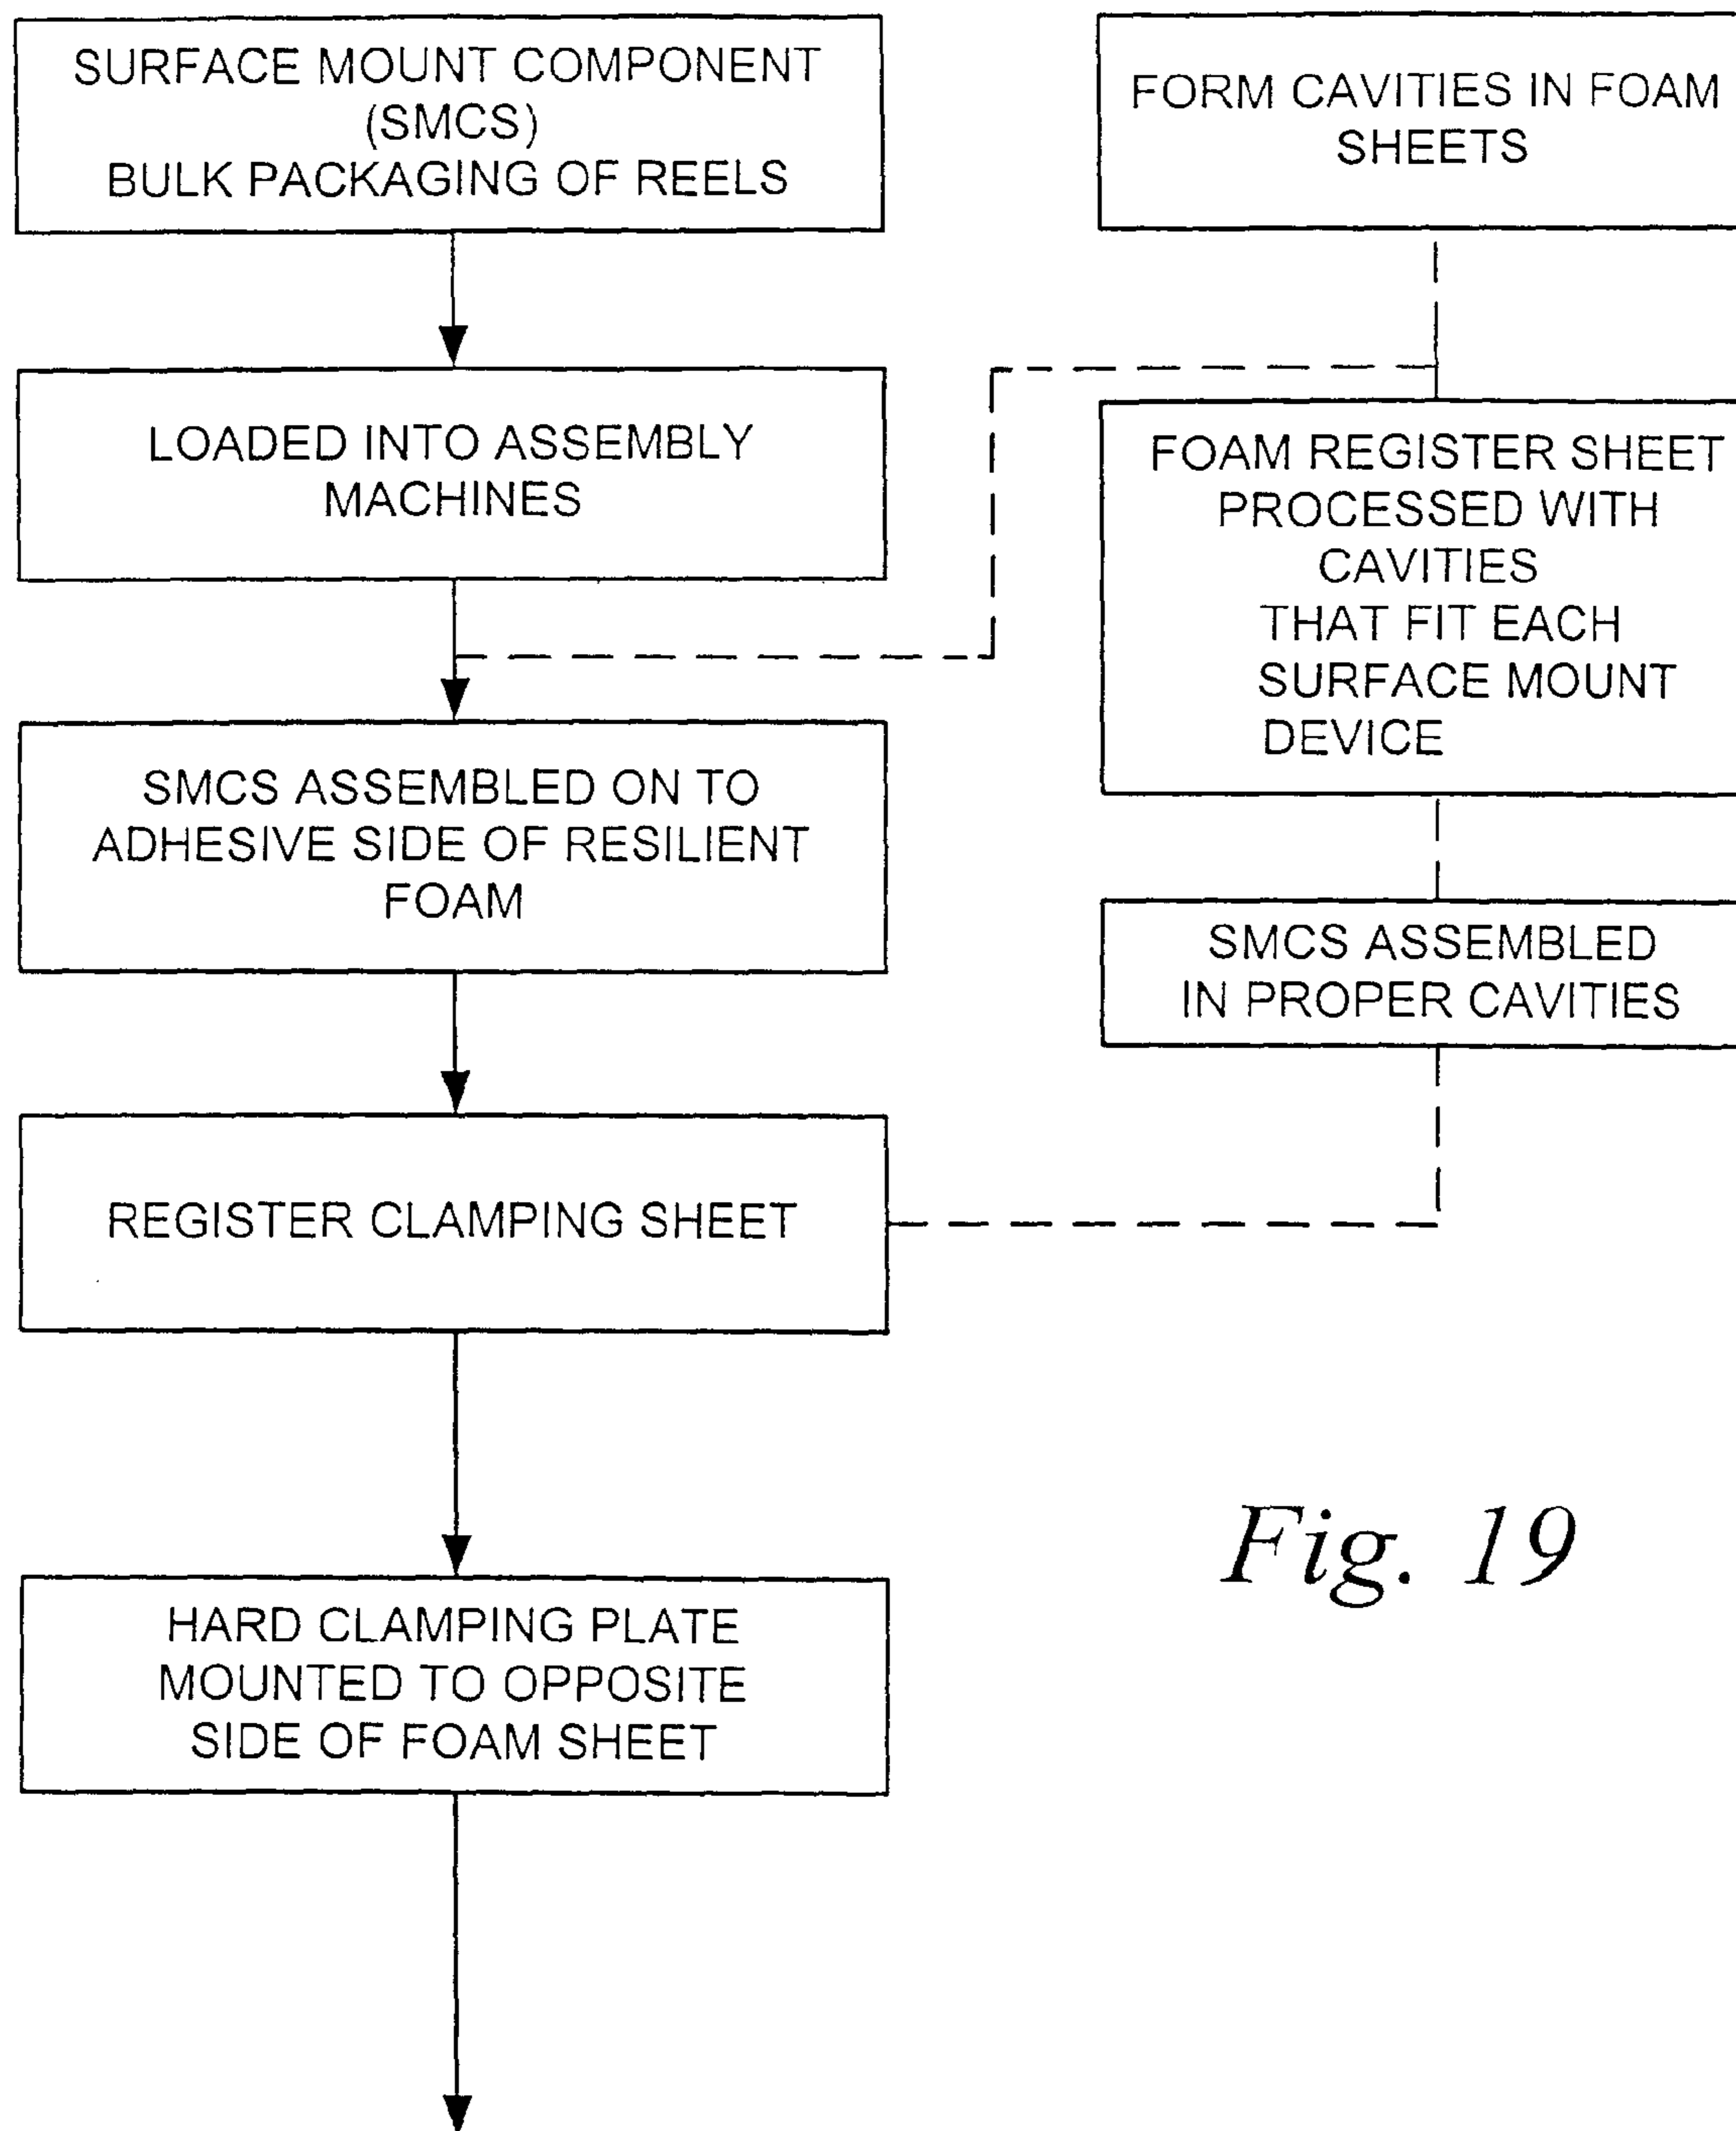 SURFACE MOUNT COMPONENT
(SMCS)
BULK PACKAGING OF REELS
LOADED INTO ASSEMBLY
MACHINES
SMCS ASSEMBLED ON TO
ADHESIVE SIDE OF RESILIENT
FOAM
REGISTER CLAMPING SHEET
HARD CLAMPING PLATE
MOUNTED TO OPPOSITE
SIDE OF FOAM SHEET
FORM CAVITIES IN FOAM
SHEETS
FOAM REGISTER SHEET
PROCESSED WITH
CAVITIES
THAT FIT EACH
SURFACE MOUNT
DEVICE
SMCS ASSEMBLED
IN PROPER CAVITIES
Fig. 19